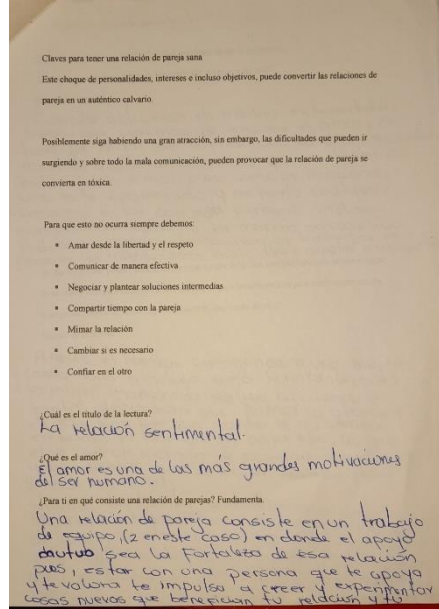 Claves para tener una relación de pareja sana
Este choque de personalidades, intereses e incluso objetivos, puede convertir las relaciones de
pareja en un auténtico calvario.
Posiblemente siga habiendo una gran atracción, sin embargo, las dificultades que pueden ir
surgiendo y sobre todo la mala comunicación, pueden provocar que la relación de pareja se
convierta en tóxica.
Para que esto no ocurra siempre debemos:
▪ Amar desde la libertad y el respeto
▪ Comunicar de manera efectiva
▪ Negociar y plantear soluciones intermedias
▪ Compartir tiempo con la pareja
▪ Mimar la relación
▪ Cambiar si es necesario
▪ Confiar en el otro
¿Cuál es el título de la lectura?
La relación sentimental.
¿Qué es el amor?
El amor es una de las más grandes motivaciones
del ser humano.
¿Para ti en qué consiste una relación de parejas? Fundamenta.
Una relación de pareja consiste en un trabajo
de equipo, (2 en este caso) en donde el apoyo
sea la Fortaleza de esa relación
pues, estar con una persona que te apoya
y te valora te impulsa a creer y experimentar
cosas nuevas que benefician tu relación y tu